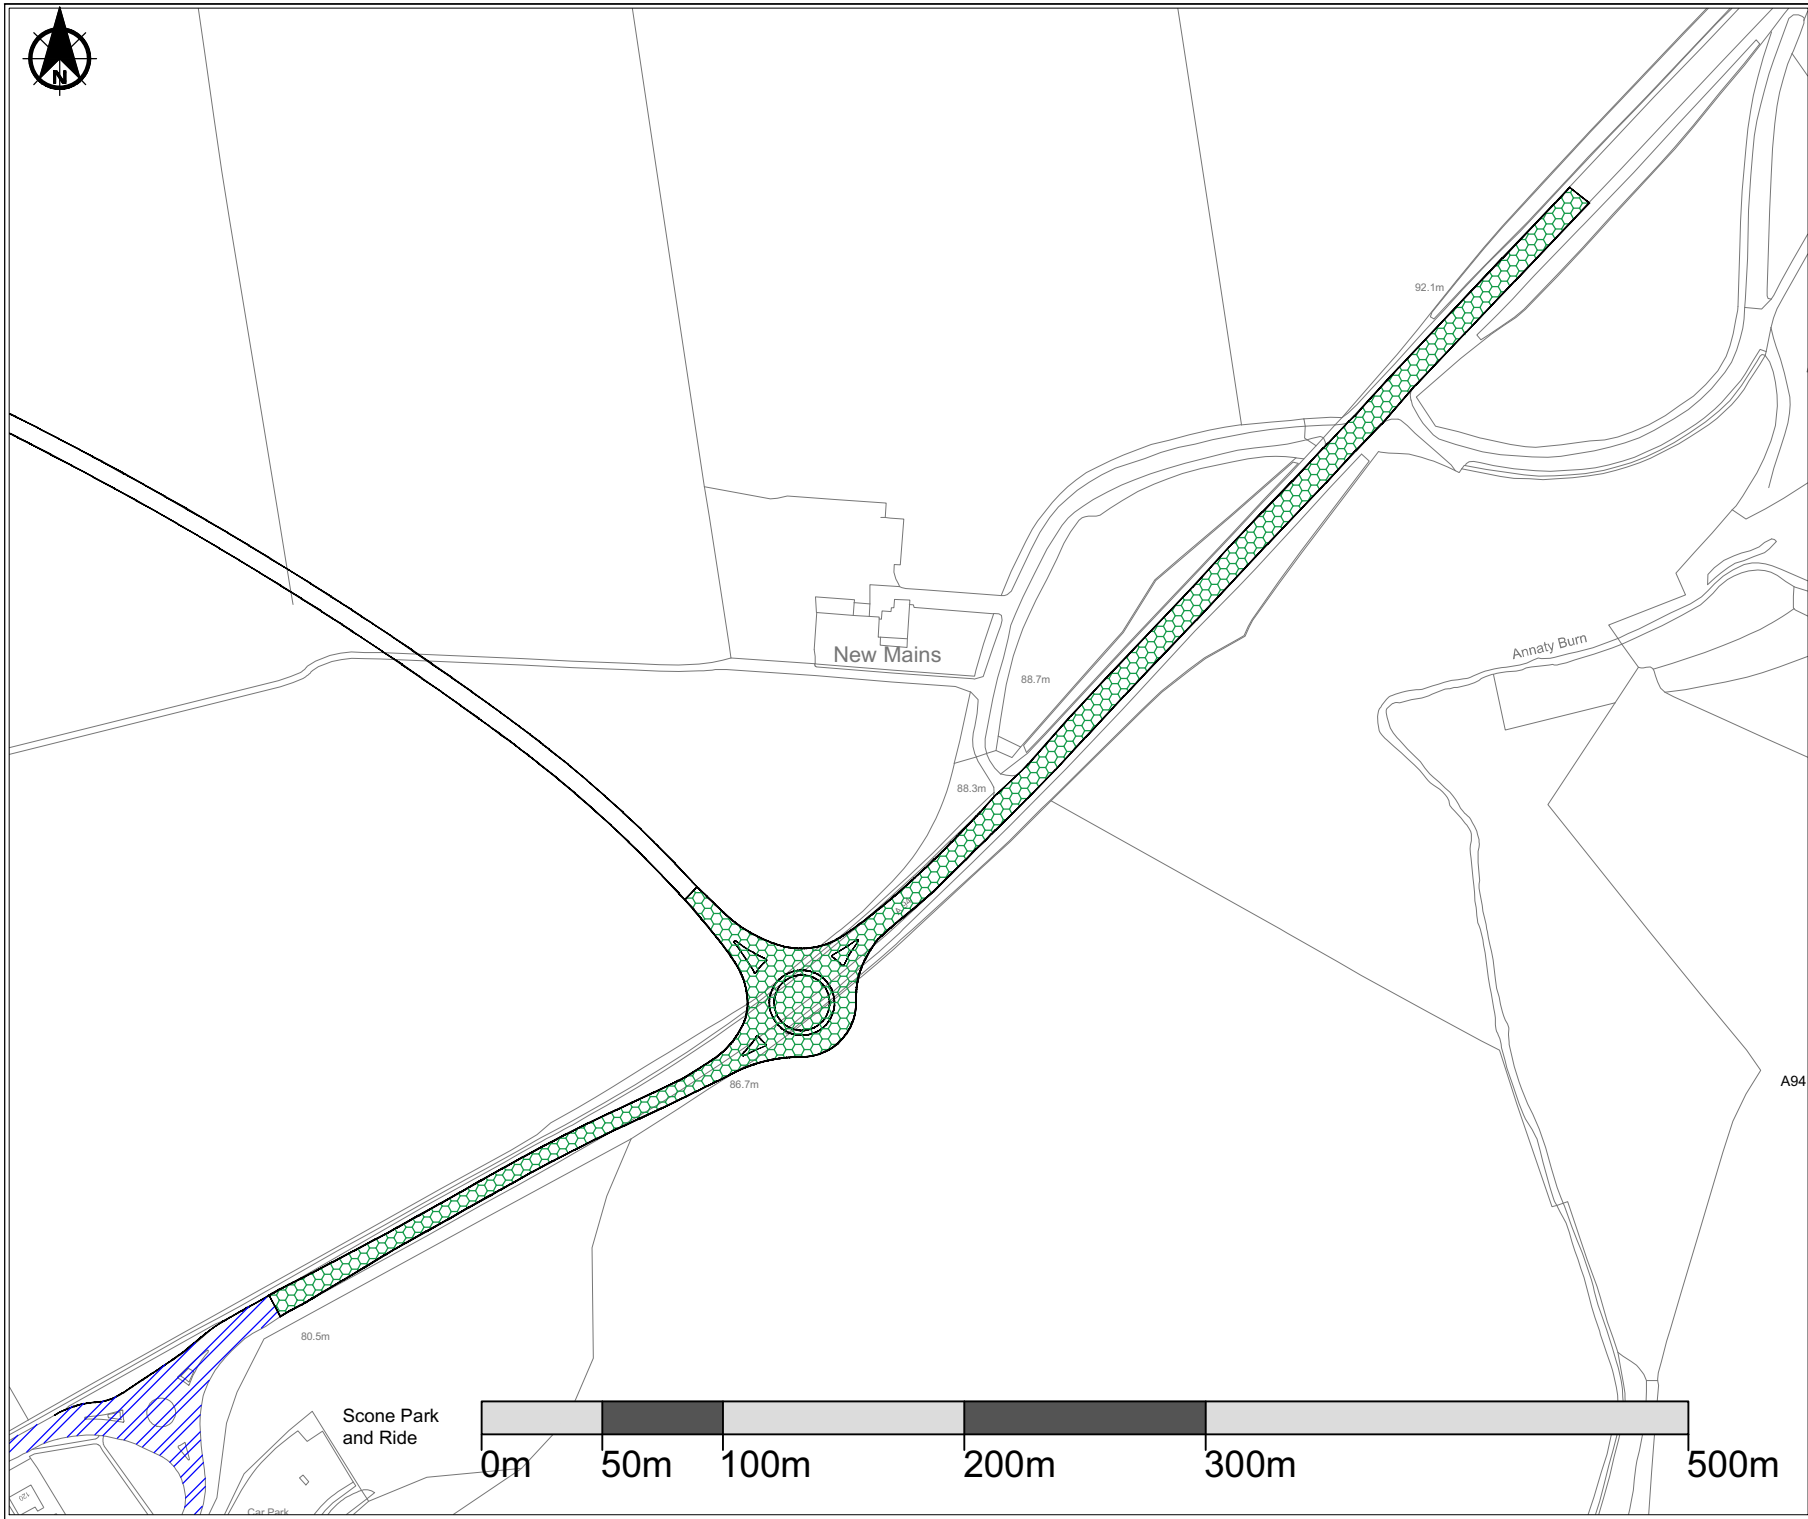 N
92.1m
New Mains
Annaty Burn
88.7m
88.3m
86.7m
A94
80.5m
Scone Park
and Ride
0m 50m 100m 200m 300m 500m
120
Car Park